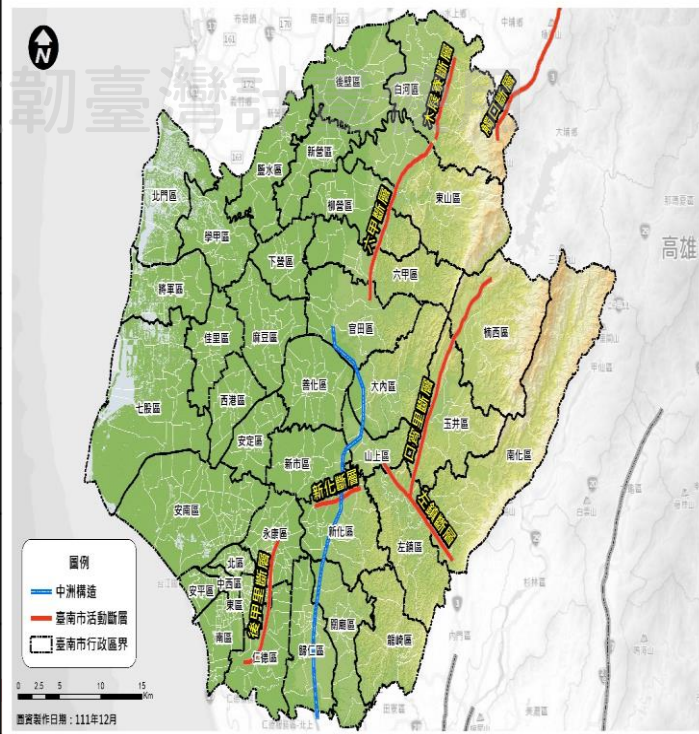 韌臺灣計
N
後壁區
白河區
木屐寮斷層
觸口斷層
新營區
鹽水區
東山區
北門區
柳營區
學甲區
六甲斷層
下營區
六甲區
高雄
將軍區
官田區
楠西區
佳里區
麻豆區
善化區
大內區
七股區
西港區
口宵里斷層
玉井區
安定區
南化區
新市區
山上區
新化斷層
左鎮斷層
安南區
永康區
新化區
左鎮區
北區
中西區
安平區
東區
後甲里斷層
南區
關廟區
龍崎區
仁德區
歸仁區
圖例
中洲構造
臺南市活動斷層
臺南市行政區界
0 2.5 5 10 15
Km
圖資製作日期：111年12月